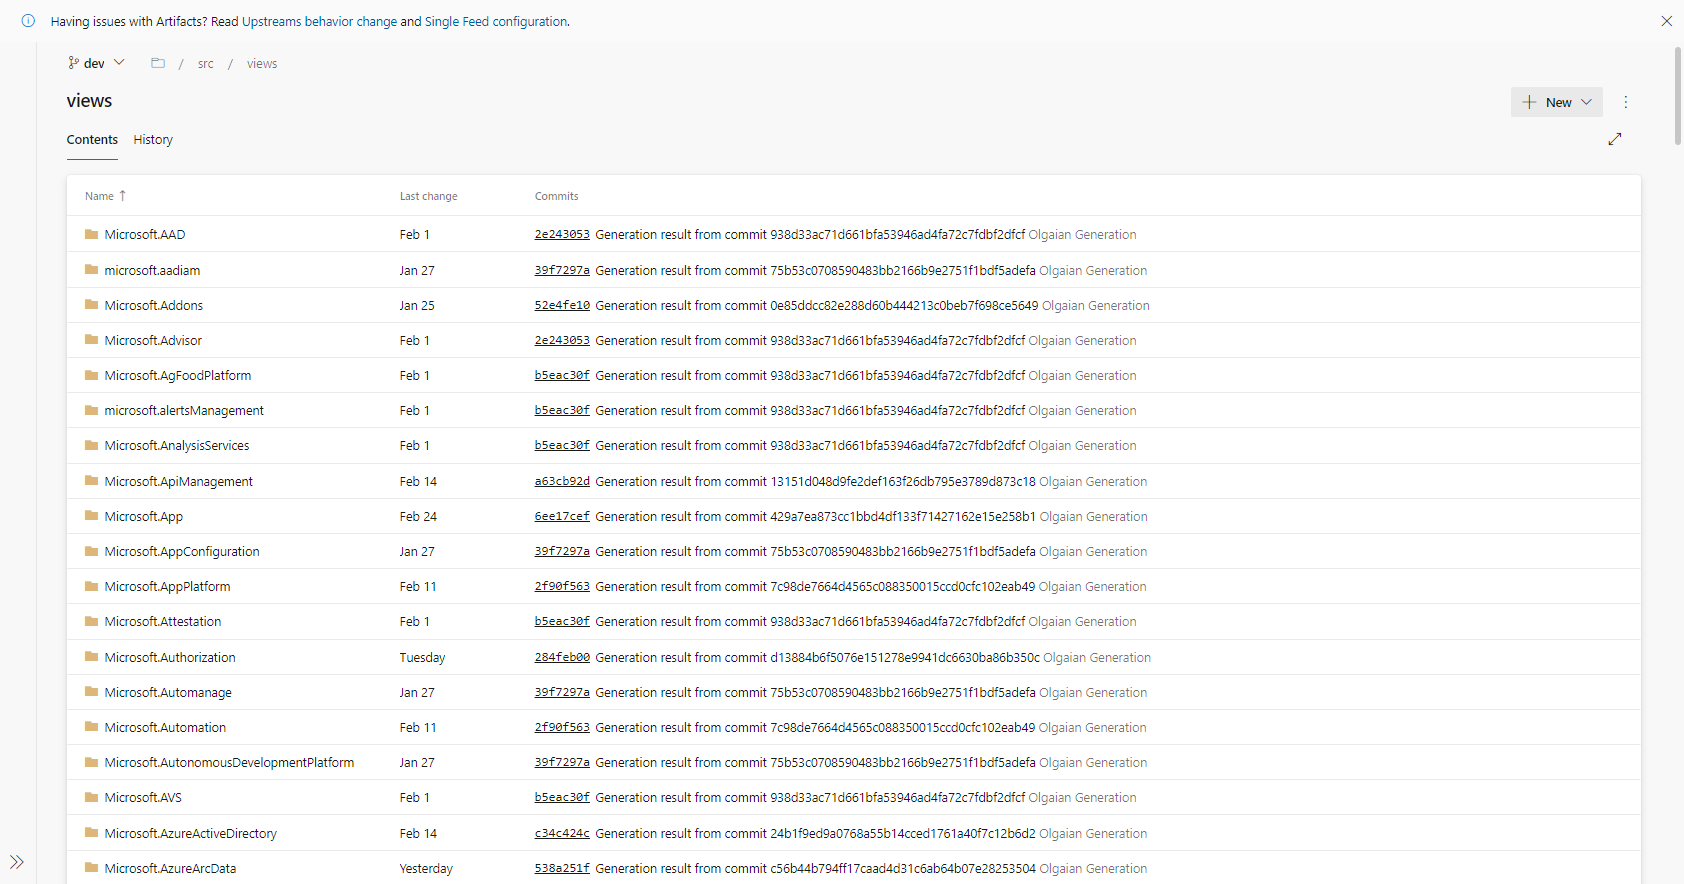 Having issues with Artifacts? Read Upstreams behavior change and Single Feed configuration.
dev / src / views
views
New
Contents History
Name ↑ Last change Commits
Microsoft.AAD Feb 1 2e243053 Generation result from commit 938d33ac71d661bfa53946ad4fa72c7fdbf2dfcf Olgaian Generation
microsoft.aadiam Jan 27 39f7297a Generation result from commit 75b53c0708590483bb2166b9e2751f1bdf5adefa Olgaian Generation
Microsoft.Addons Jan 25 52e4fe10 Generation result from commit 0e85ddcc82e288d60b444213c0beb7f698ce5649 Olgaian Generation
Microsoft.Advisor Feb 1 2e243053 Generation result from commit 938d33ac71d661bfa53946ad4fa72c7fdbf2dfcf Olgaian Generation
Microsoft.AgFoodPlatform Feb 1 b5eac30f Generation result from commit 938d33ac71d661bfa53946ad4fa72c7fdbf2dfcf Olgaian Generation
microsoft.alertsManagement Feb 1 b5eac30f Generation result from commit 938d33ac71d661bfa53946ad4fa72c7fdbf2dfcf Olgaian Generation
Microsoft.AnalysisServices Feb 1 b5eac30f Generation result from commit 938d33ac71d661bfa53946ad4fa72c7fdbf2dfcf Olgaian Generation
Microsoft.ApiManagement Feb 14 a63cb92d Generation result from commit 13151d048d9fe2def163f26db795e3789d873c18 Olgaian Generation
Microsoft.App Feb 24 6ee17cef Generation result from commit 429a7ea873cc1bbd4df133f71427162e15e258b1 Olgaian Generation
Microsoft.AppConfiguration Jan 27 39f7297a Generation result from commit 75b53c0708590483bb2166b9e2751f1bdf5adefa Olgaian Generation
Microsoft.AppPlatform Feb 11 2f90f563 Generation result from commit 7c98de7664d4565c088350015ccd0cfc102eab49 Olgaian Generation
Microsoft.Attestation Feb 1 b5eac30f Generation result from commit 938d33ac71d661bfa53946ad4fa72c7fdbf2dfcf Olgaian Generation
Microsoft.Authorization Tuesday 284feb00 Generation result from commit d13884b6f5076e151278e9941dc6630ba86b350c Olgaian Generation
Microsoft.Automanage Jan 27 39f7297a Generation result from commit 75b53c0708590483bb2166b9e2751f1bdf5adefa Olgaian Generation
Microsoft.Automation Feb 11 2f90f563 Generation result from commit 7c98de7664d4565c088350015ccd0cfc102eab49 Olgaian Generation
Microsoft.AutonomousDevelopmentPlatform Jan 27 39f7297a Generation result from commit 75b53c0708590483bb2166b9e2751f1bdf5adefa Olgaian Generation
Microsoft.AVS Feb 1 b5eac30f Generation result from commit 938d33ac71d661bfa53946ad4fa72c7fdbf2dfcf Olgaian Generation
Microsoft.AzureActiveDirectory Feb 14 c34c424c Generation result from commit 24b1f9ed9a0768a55b14cced1761a40f7c12b6d2 Olgaian Generation
Microsoft.AzureArcData Yesterday 538a251f Generation result from commit c56b44b794ff17caad4d31c6ab64b07e28253504 Olgaian Generation